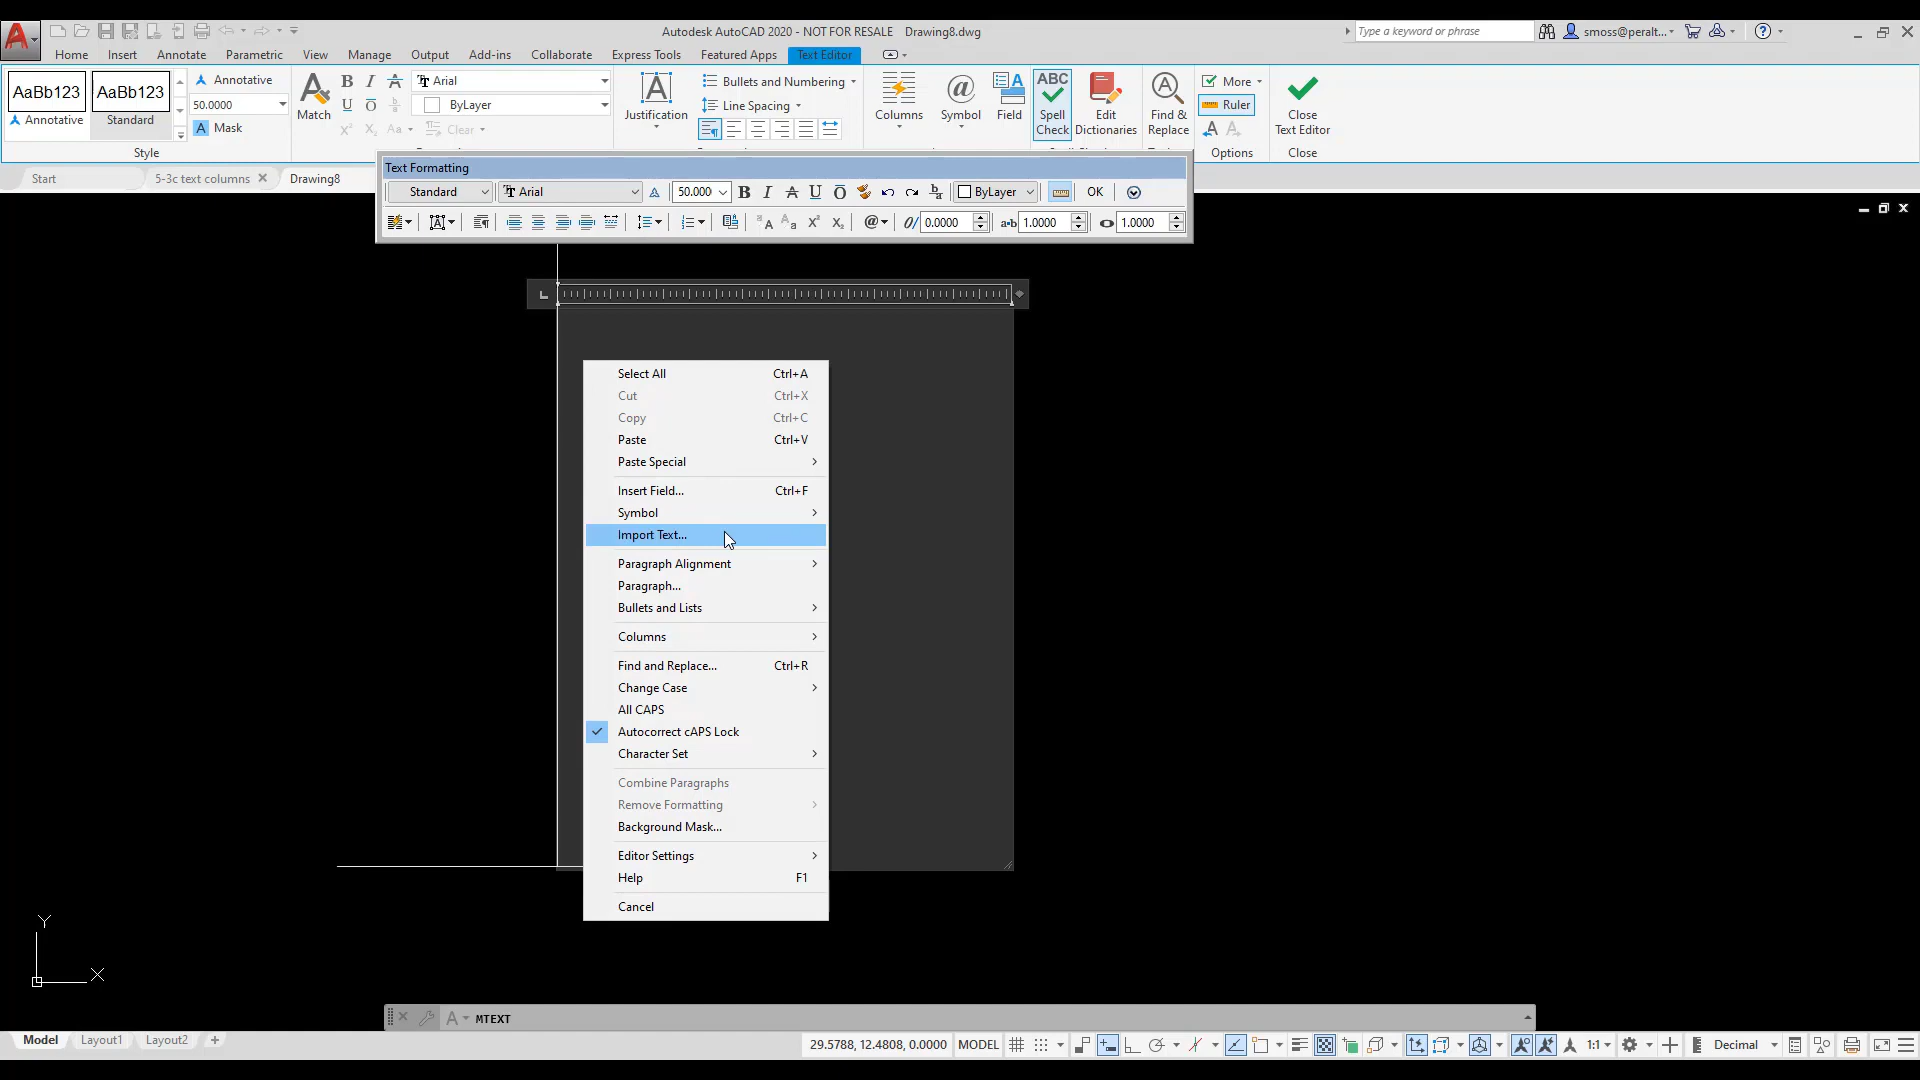 Autodesk AutoCAD 2020 - NOT FOR RESALE Drawing8.dwg
Type a keyword or phrase
smoss@peralt...
Home Insert Annotate Parametric View Manage Output Add-ins Collaborate Express Tools Featured Apps Text Editor
AaBb123 AaBb123
Annotative Standard
Annotative
50.0000
Mask
Style
Match
Arial
ByLayer
Clear
Justification
Bullets and Numbering
Line Spacing
Columns
Symbol
Field
ABC
Spell
Check
Edit
Dictionaries
Find &
Replace
More
Ruler
Options
Close
Text Editor
Close
Start 5-3c text columns Drawing8
Text Formatting
Standard Arial 50.000 B I A U O ByLayer OK
0.0000 a•b 1.0000 1.0000
Select All Ctrl+A
Cut Ctrl+X
Copy Ctrl+C
Paste Ctrl+V
Paste Special
Insert Field... Ctrl+F
Symbol
Import Text...
Paragraph Alignment
Paragraph...
Bullets and Lists
Columns
Find and Replace... Ctrl+R
Change Case
All CAPS
Autocorrect cAPS Lock
Character Set
Combine Paragraphs
Remove Formatting
Background Mask...
Editor Settings
Help F1
Cancel
Y
X
MTEXT
Model Layout1 Layout2
29.5788, 12.4808, 0.0000 MODEL 1:1 Decimal